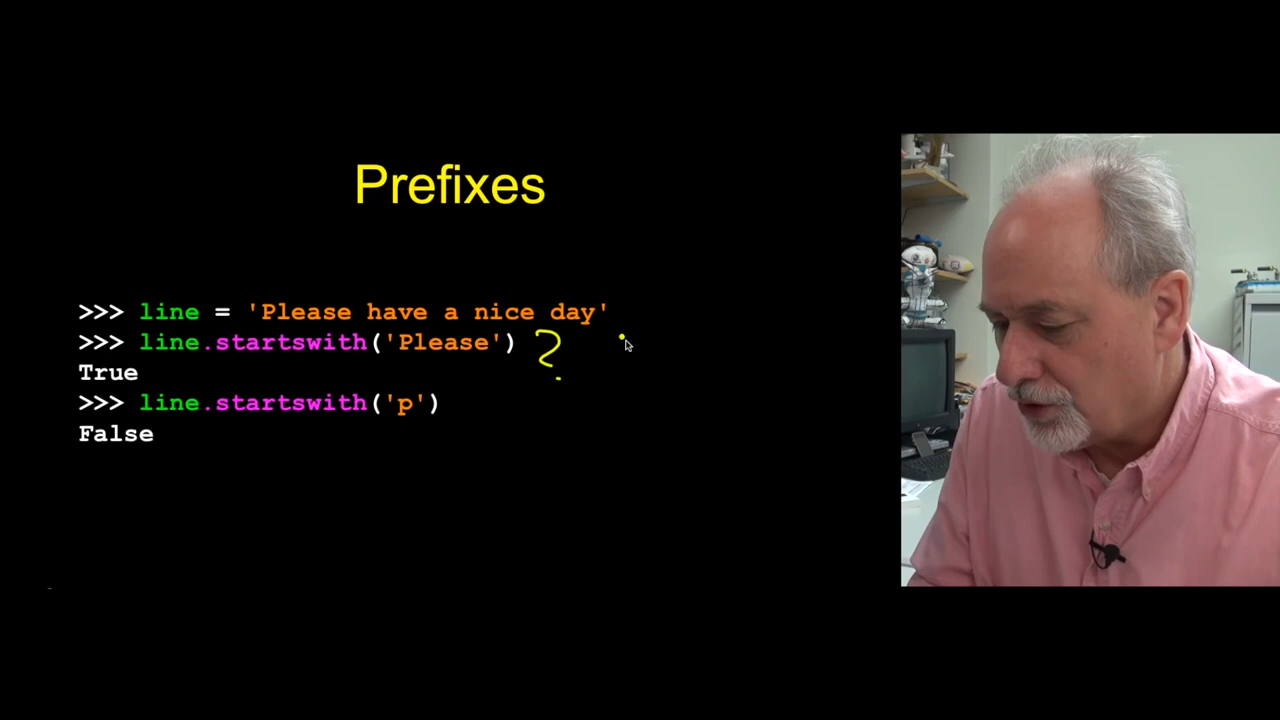 Prefixes
>>> line = 'Please have a nice day'
>>> line.startswith('Please') ?
True
>>> line.startswith('p')
False